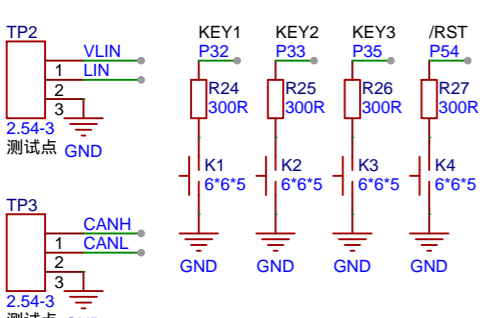 TP2
VLIN
1
LIN
2
3
2.54-3
测试点
GND
KEY1
P32
R24
300R
K1
6*6*5
GND
KEY2
P33
R25
300R
K2
6*6*5
GND
KEY3
P35
R26
300R
K3
6*6*5
GND
/RST
P54
R27
300R
K4
6*6*5
GND
TP3
CANH
1
CANL
2
3
2.54-3
测试点